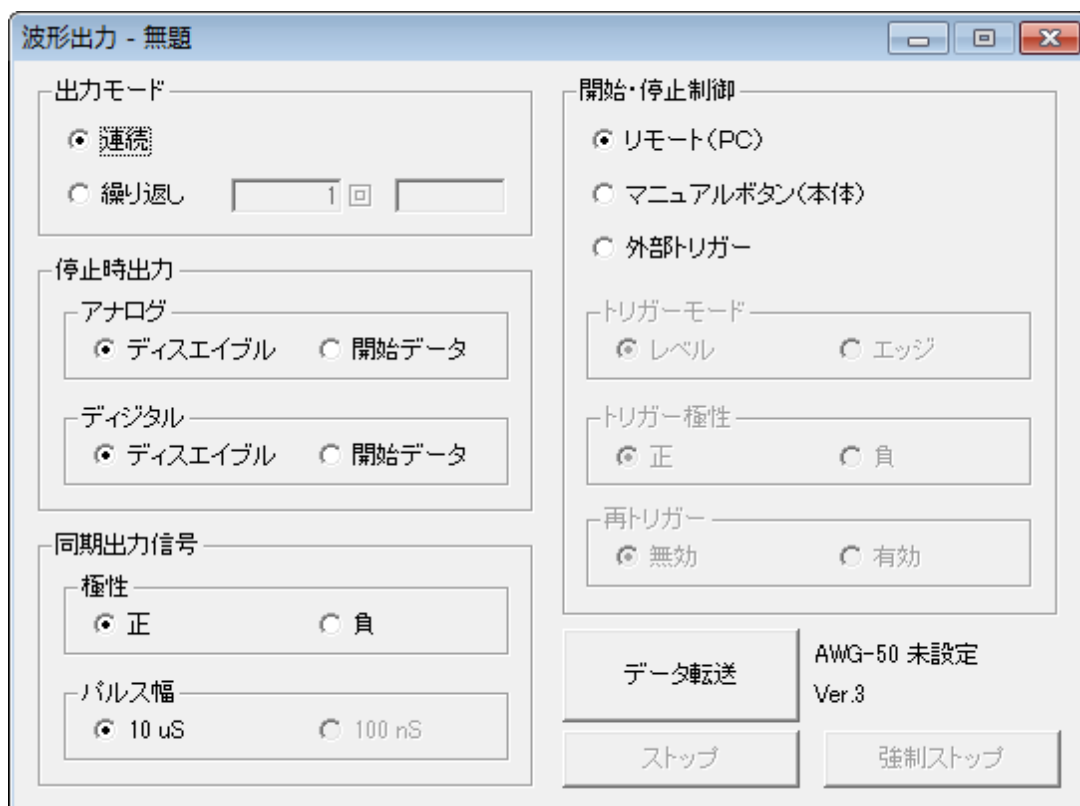 波形出力 - 無題
出力モード
連続
繰り返し 1 回
停止時出力
アナログ
ディスエイブル 開始データ
ディジタル
ディスエイブル 開始データ
同期出力信号
極性
正 負
パルス幅
10 uS 100 nS
開始・停止制御
リモート(PC)
マニュアルボタン(本体)
外部トリガー
トリガーモード
レベル エッジ
トリガー極性
正 負
再トリガー
無効 有効
データ転送
AWG-50 未設定
Ver.3
ストップ 強制ストップ